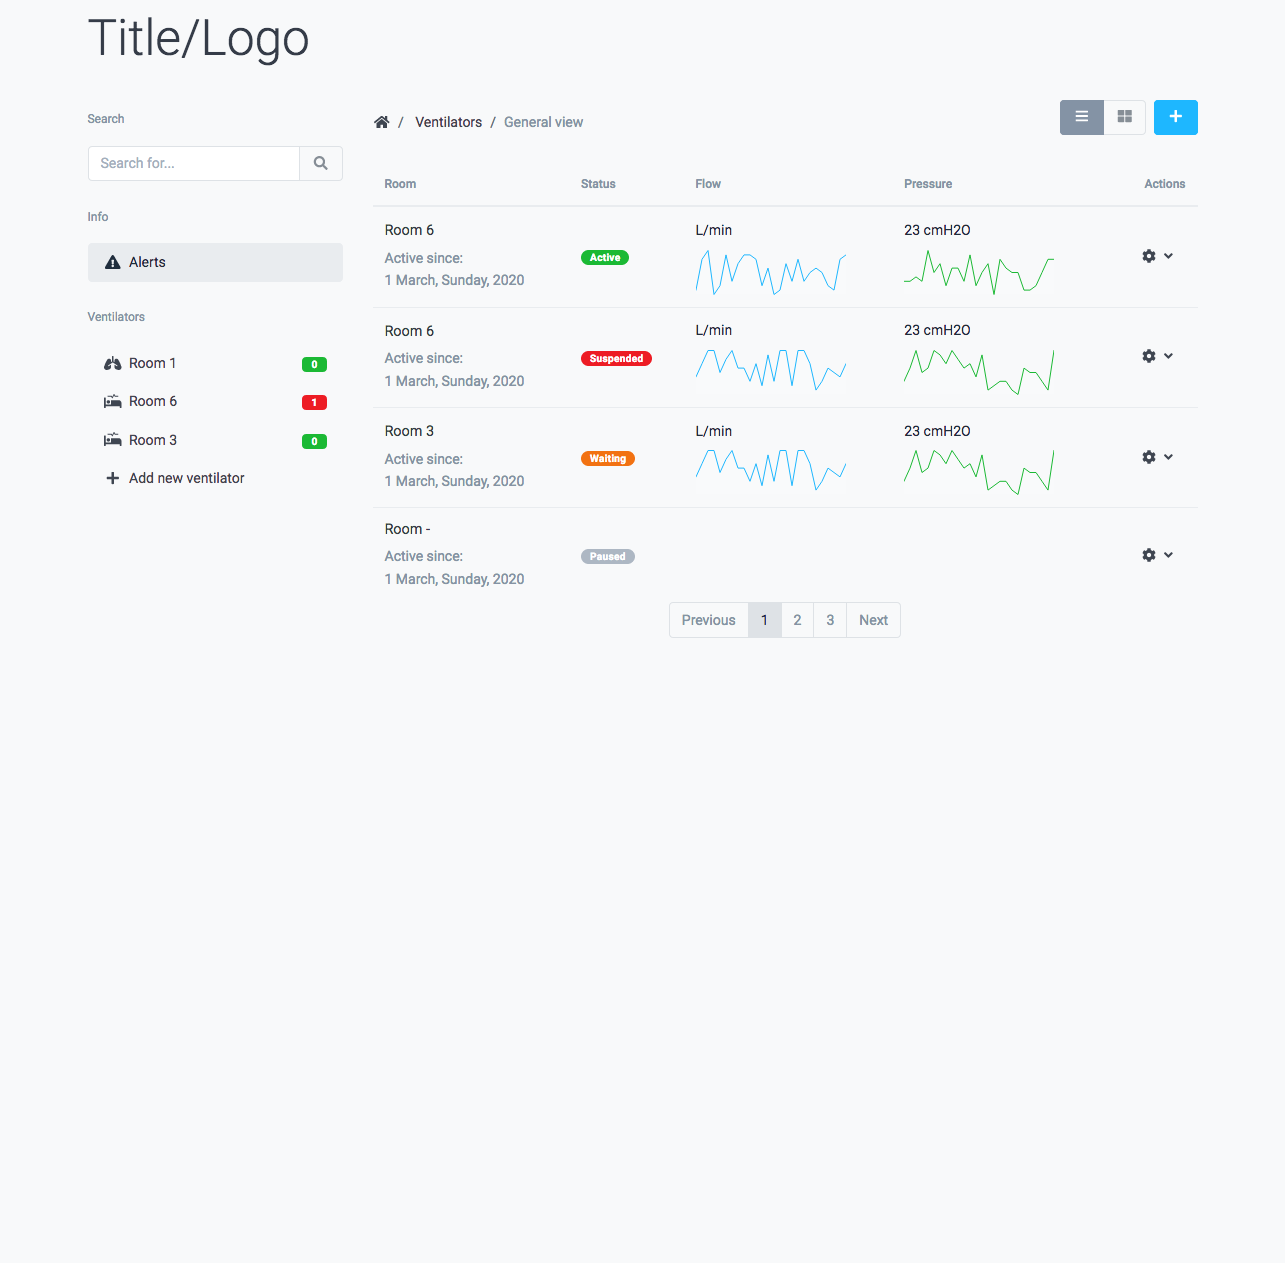 Title/Logo
Search
Search for...
Info
Alerts
Ventilators
Room 1 0
Room 6 1
Room 3 0
Add new ventilator
/ Ventilators / General view
Room Status Flow Pressure Actions
Room 6 L/min 23 cmH2O
Active since: Active
1 March, Sunday, 2020
Room 6 L/min 23 cmH2O
Active since: Suspended
1 March, Sunday, 2020
Room 3 L/min 23 cmH2O
Active since: Waiting
1 March, Sunday, 2020
Room -
Active since: Paused
1 March, Sunday, 2020
Previous 1 2 3 Next